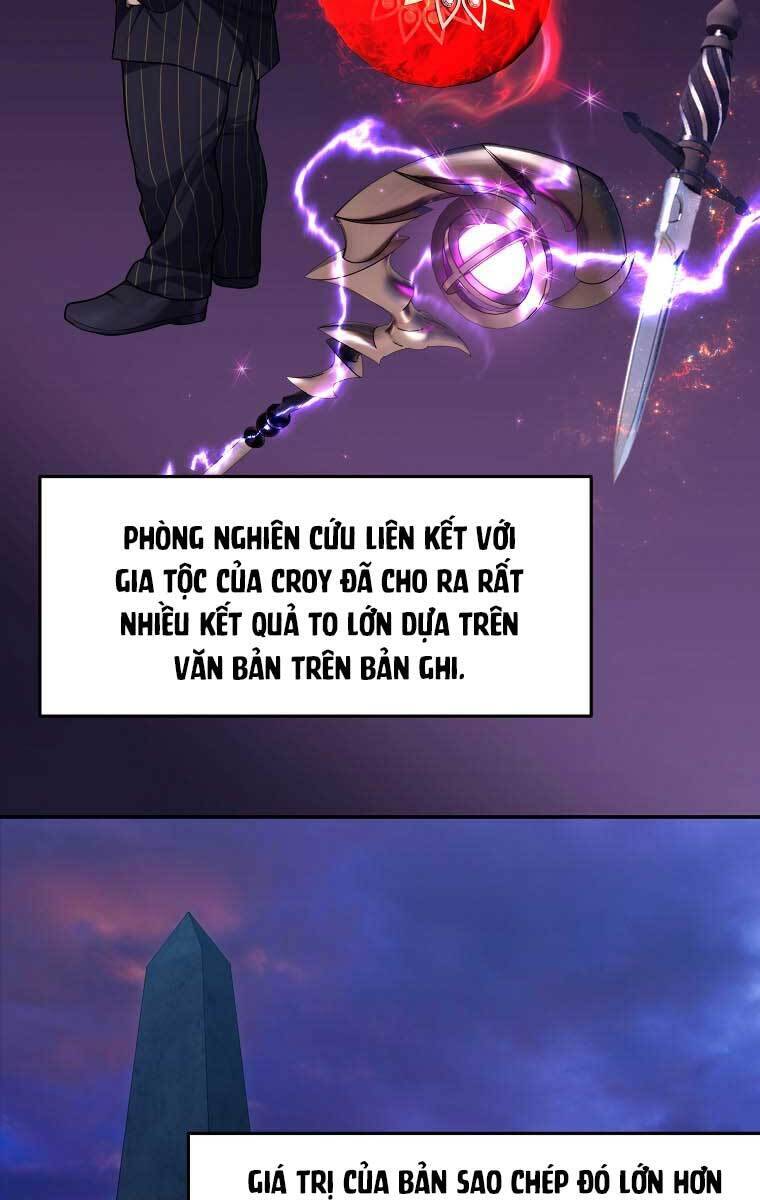 PHÒNG NGHIÊN CỨU LIÊN KẾT VỚI
GIA TỘC CỦA CROY ĐÃ CHO RA RẤT
NHIỀU KẾT QUẢ TO LỚN DỰA TRÊN
VĂN BẢN TRÊN BẢN GHI.
GIÁ TRỊ CỦA BẢN SAO CHÉP ĐÓ LỚN HƠN